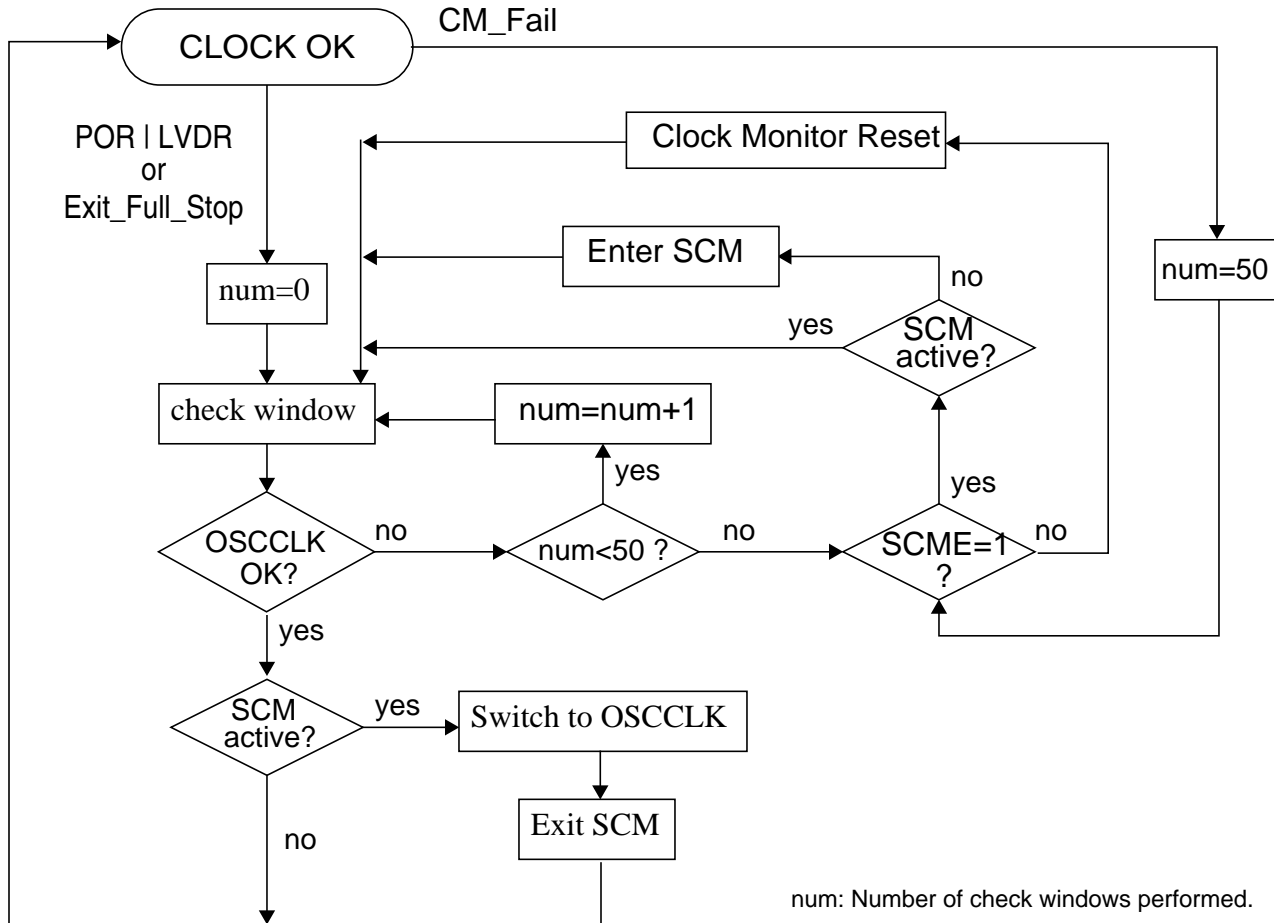 CM_Fail
CLOCK OK
POR | LVDR
or
Exit_Full_Stop
Clock Monitor Reset
Enter SCM
num=50
num=0
no
yes
SCM
active?
check window
num=num+1
yes
yes
OSCCLK
OK?
no
num<50 ?
no
SCME=1
?
no
yes
SCM
active?
yes
Switch to OSCCLK
Exit SCM
no
num: Number of check windows performed.